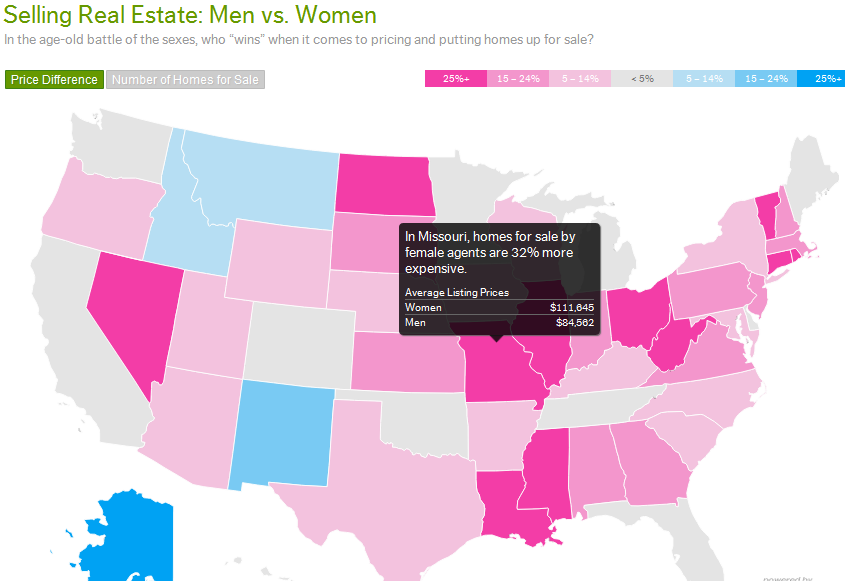 Selling Real Estate: Men vs. Women
In the age-old battle of the sexes, who “wins” when it comes to pricing and putting homes up for sale?
Price Difference Number of Homes for Sale 25%+ 15 – 24% 5 – 14% < 5% 5 – 14% 15 – 24% 25%+
In Missouri, homes for sale by
female agents are 32% more
expensive.
Average Listing Prices
Women $111,645
Men $84,562
powered by